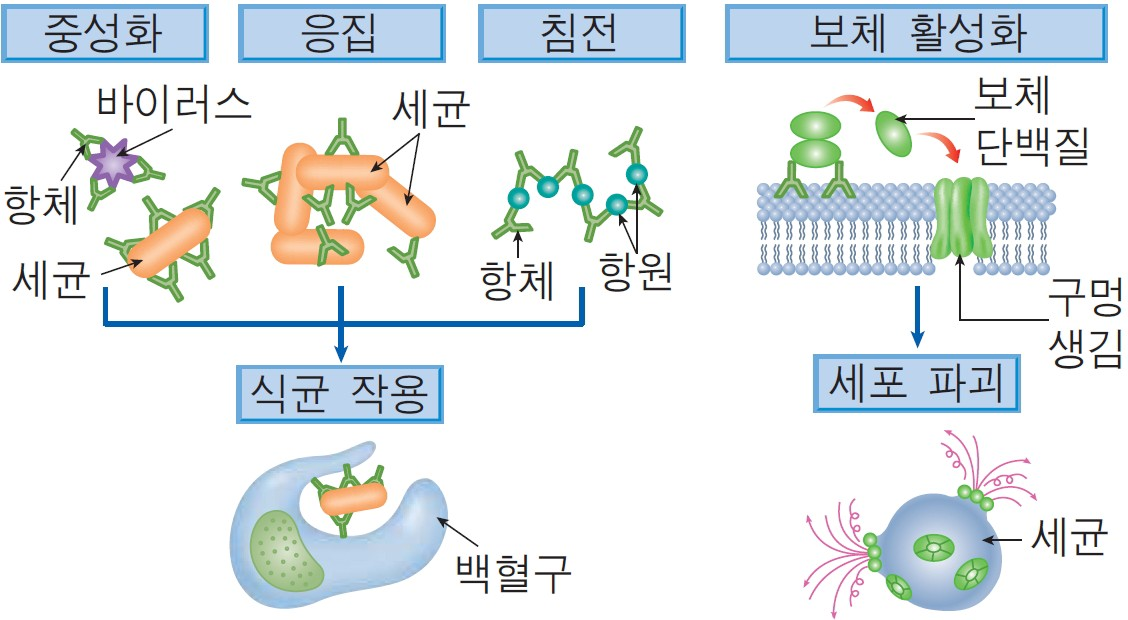 중성화
응집
침전
보체 활성화
바이러스
항체
세균
세균
항체
항원
보체
단백질
구멍
생김
식균 작용
백혈구
세포 파괴
세균